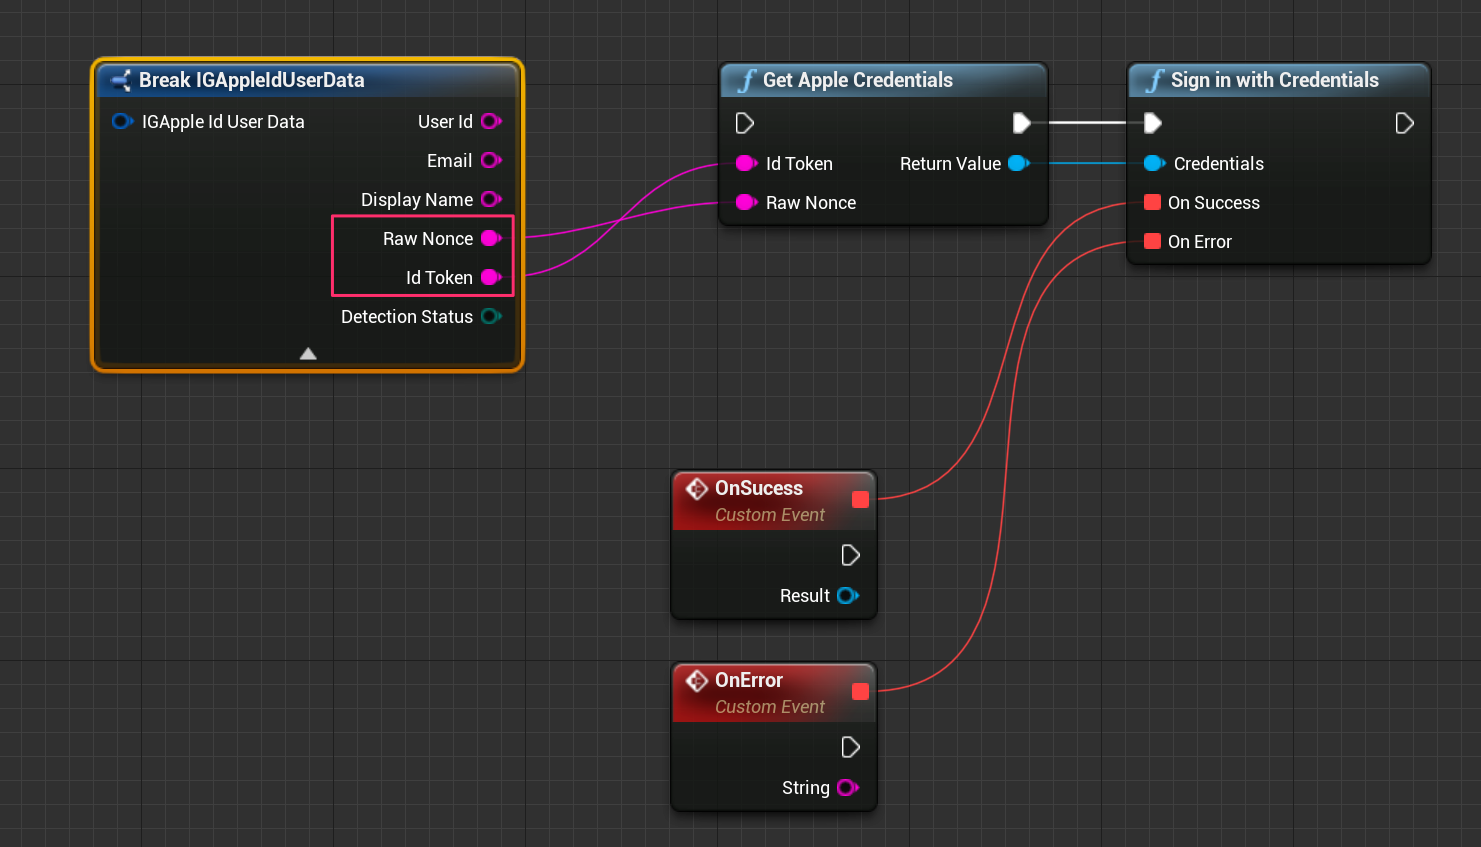 Break IGAppleIdUserData
IGApple Id User Data
User Id
Email
Display Name
Raw Nonce
Id Token
Detection Status
Get Apple Credentials
Id Token
Return Value
Raw Nonce
Sign in with Credentials
Credentials
On Success
On Error
OnSucess
Custom Event
Result
OnError
Custom Event
String